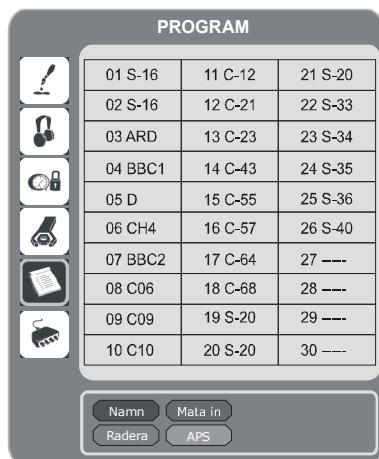 PROGRAM
01 S-16 11 C-12 21 S-20
02 S-16 12 C-21 22 S-33
03 ARD 13 C-23 23 S-34
04 BBC1 14 C-43 24 S-35
05 D 15 C-55 25 S-36
06 CH4 16 C-57 26 S-40
07 BBC2 17 C-64 27 ----
08 C06 18 C-68 28 ----
09 C09 19 S-20 29 ----
10 C10 20 S-20 30 ----
Namn Mata in
Radera APS